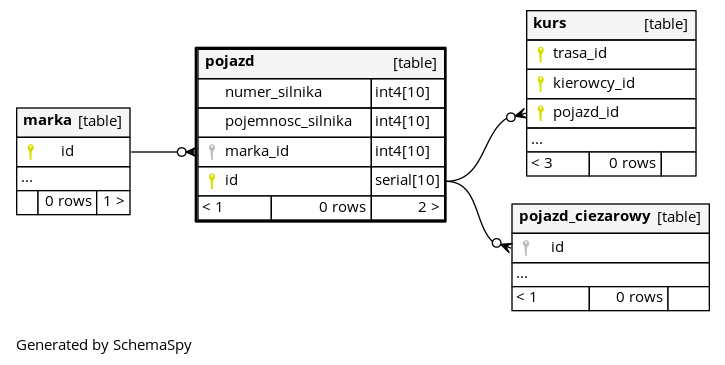 marka [table]
id
...
0 rows 1 >
pojazd [table]
numer_silnika int4[10]
pojemnosc_silnika int4[10]
marka_id int4[10]
id serial[10]
< 1 0 rows 2 >
kurs [table]
trasa_id
kierowcy_id
pojazd_id
...
< 3 0 rows
pojazd_ciezarowy [table]
id
...
< 1 0 rows
Generated by SchemaSpy